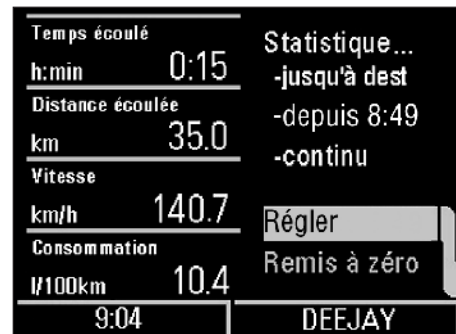 Temps écoulé
h:min 0:15
Distance écoulée
km 35.0
Vitesse
km/h 140.7
Consommation
l/100km 10.4
9:04
Statistique...
-jusqu'à dest
-depuis 8:49
-continu
Régler
Remis à zéro
DEEJAY